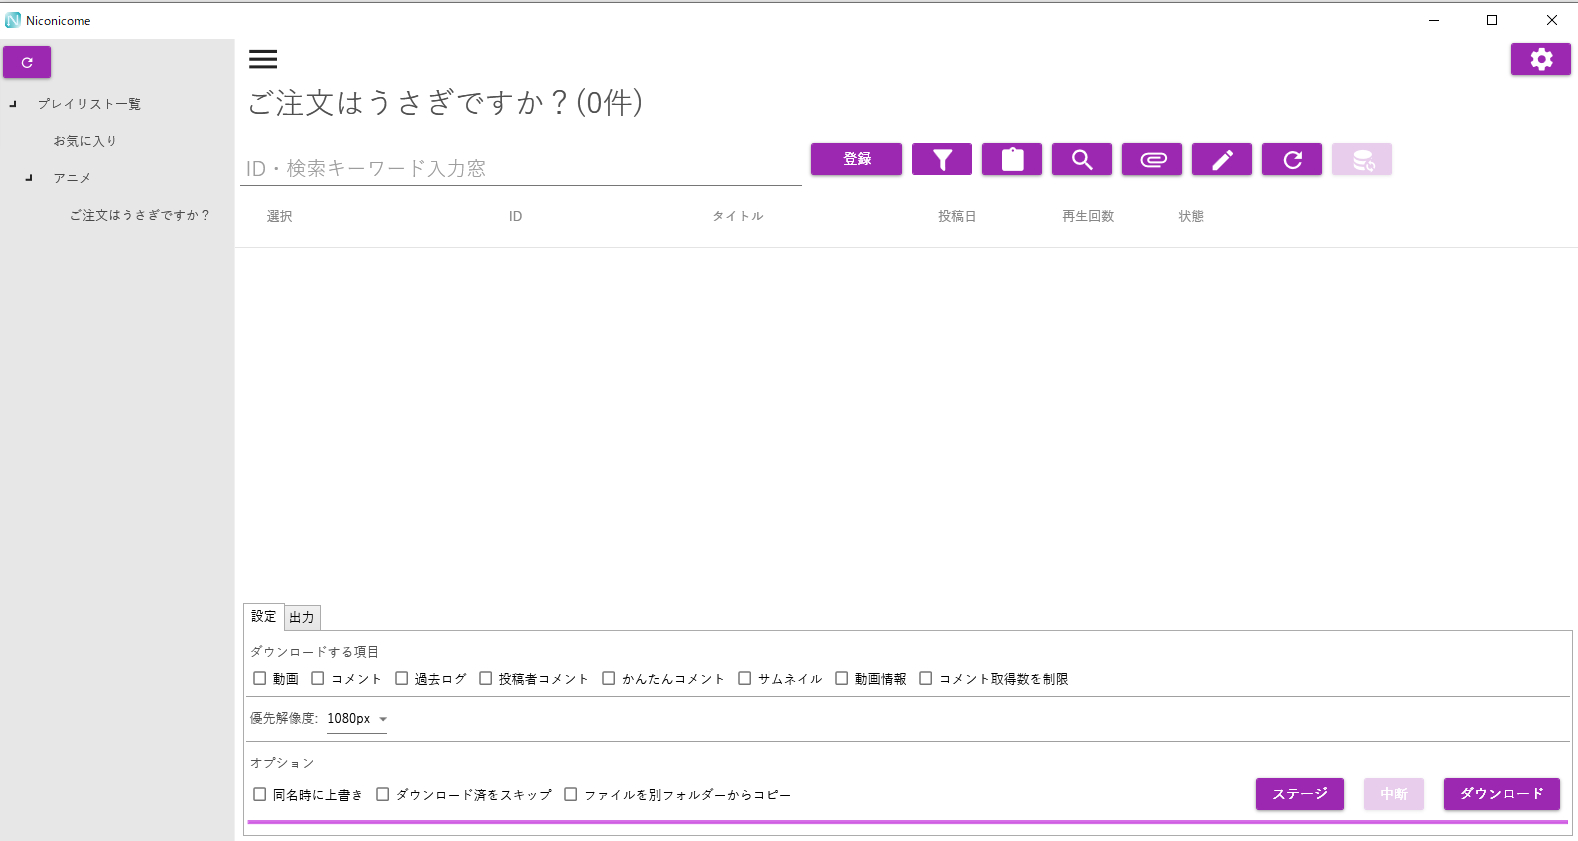 Niconicome
プレイリスト一覧
お気に入り
アニメ
ご注文はうさぎですか？
ご注文はうさぎですか？(0件)
ID・検索キーワード入力窓
登録
選択 ID タイトル 投稿日 再生回数 状態
設定 出力
ダウンロードする項目
動画 コメント 過去ログ 投稿者コメント かんたんコメント サムネイル 動画情報 コメント取得数を制限
優先解像度: 1080px
オプション
同名時に上書き ダウンロード済をスキップ ファイルを別フォルダーからコピー
ステージ 中断 ダウンロード